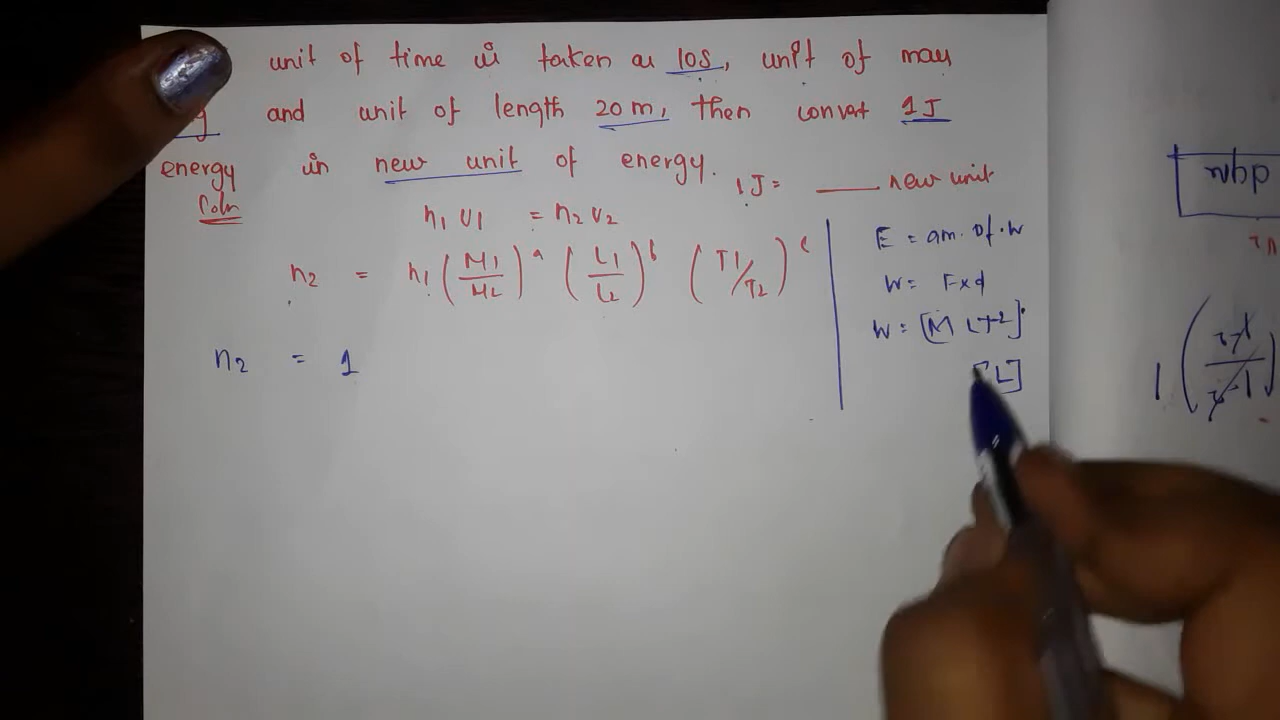 unit of time is taken as 10s, unit of mass
g and unit of length 20 m, then convert 1J
energy in new unit of energy.
1 J = ____ new unit
Soln
n1 U1 = n2 U2
n2 = n1 (M1/M2)^a (L1/L2)^b (T1/T2)^c
n2 = 1
E = am. of. W
W = F x d
W = [M L T-2]
[L]